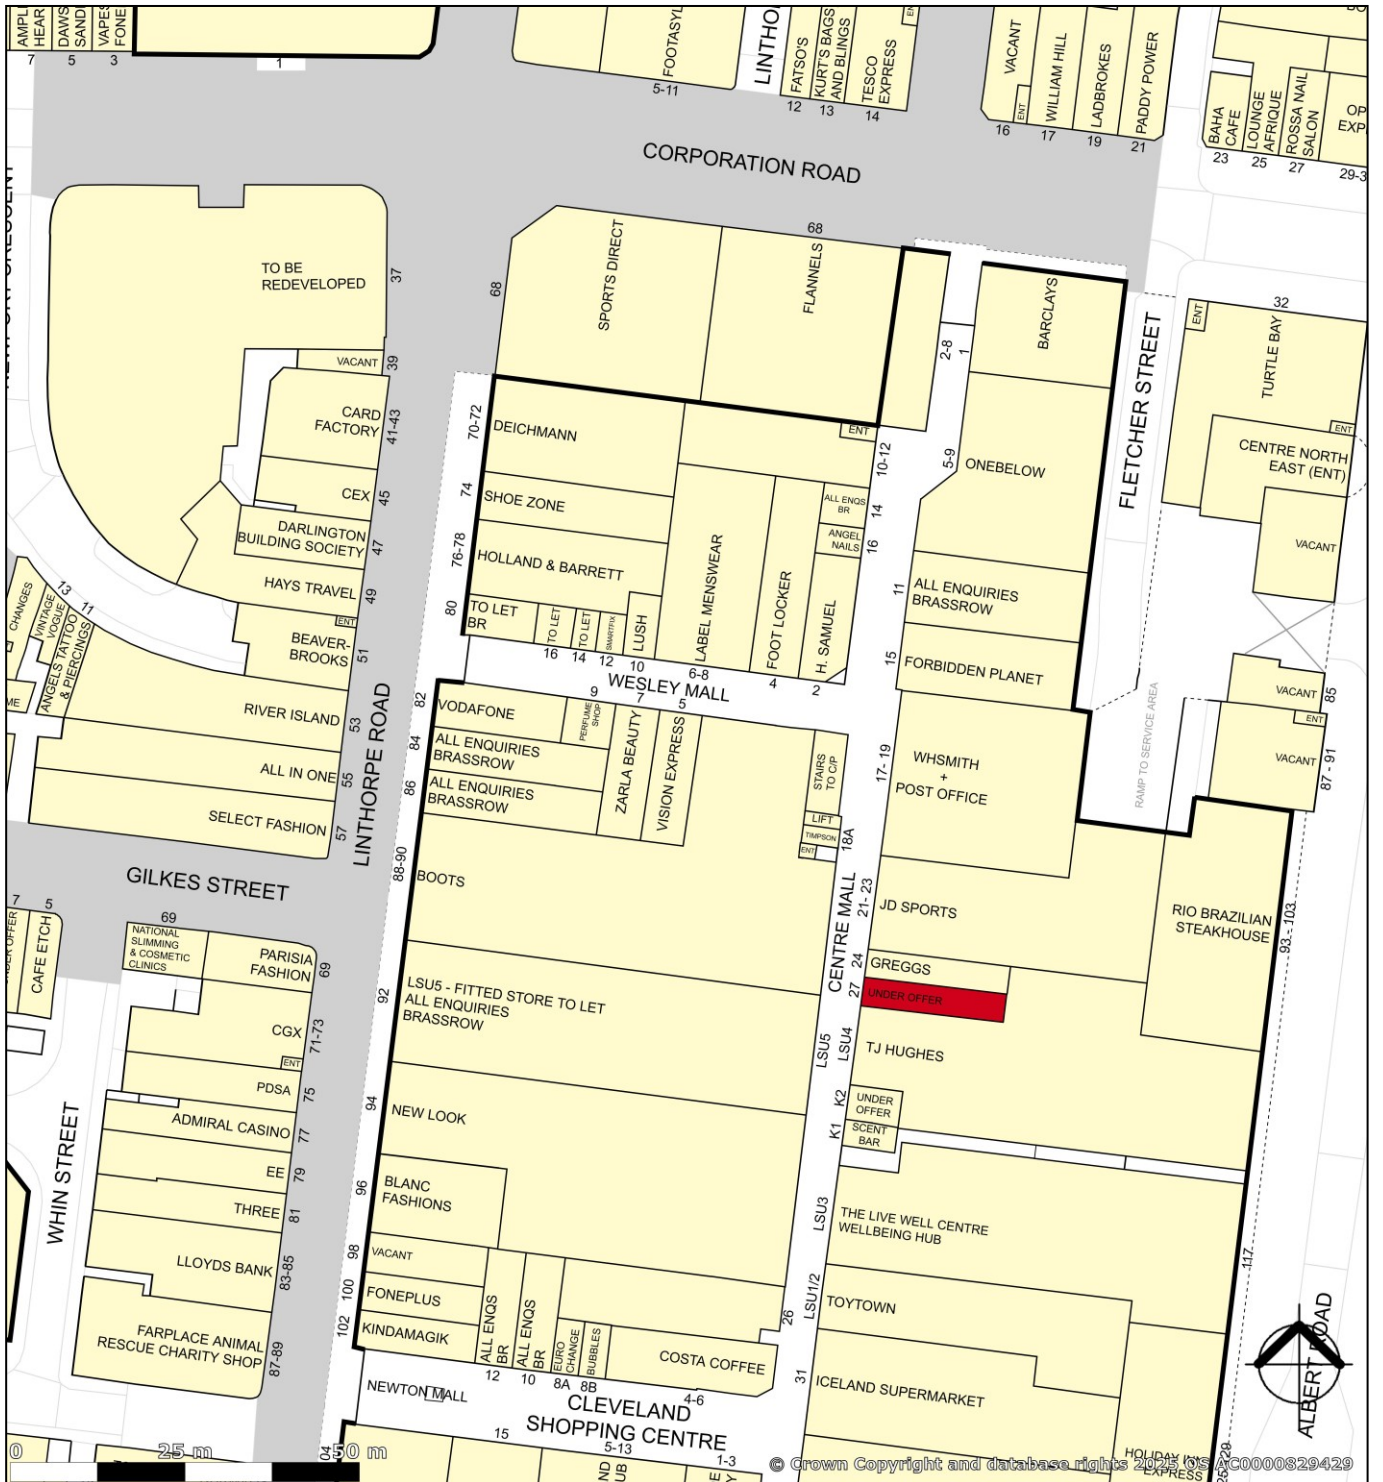 AMPLI
HEAR
DAWS
SAND
VAPES
FONE
7
5
3
1
FOOTASYL
5-11
LINTHO
FATSO'S
KURT'S BAGS
AND BLINGS
TESCO
EXPRESS
12
13
14
VACANT
ENT
WILLIAM HILL
LADBROKES
PADDY POWER
16
17
19
21
BAHA
CAFE
LOUNGE
AFRIQUE
ROSSA NAIL
SALON
OP
EXP
23
25
27
29-3
CORPORATION ROAD
TO BE
REDEVELOPED
37
VACANT
39
CARD
FACTORY
41-43
CEX
45
DARLINGTON
BUILDING SOCIETY
47
HAYS TRAVEL
49
ENT
BEAVER-
BROOKS
51
RIVER ISLAND
53
ALL IN ONE
55
SELECT FASHION
57
CHANGES
VINTAGE
VOGUE
ANGELS TATTOO
& PIERCINGS
13
11
ME
LINTHORPE ROAD
GILKES STREET
68
SPORTS DIRECT
68
FLANNELS
2-8
1
BARCLAYS
ONEBELOW
5-9
FLETCHER STREET
32
ENT
TURTLE BAY
ENT
CENTRE NORTH
EAST (ENT)
VACANT
70-72
DEICHMANN
ENT
10-12
74
SHOE ZONE
76-78
HOLLAND & BARRETT
80
TO LET
BR
TO LET
TO LET
SMARTFIX
LUSH
16
14
12
10
LABEL MENSWEAR
6-8
FOOT LOCKER
4
H. SAMUEL
2
ALL ENQS
BR
14
ANGEL
NAILS
16
11
ALL ENQUIRIES
BRASSROW
15
FORBIDDEN PLANET
WESLEY MALL
82
VODAFONE
9
PERFUME
SHOP
7
5
ZARLA BEAUTY
VISION EXPRESS
84
ALL ENQUIRIES
BRASSROW
86
ALL ENQUIRIES
BRASSROW
88-90
BOOTS
STAIRS
TO C/P
LIFT
TIMPSON
ENT
18A
17- 19
WHSMITH
+
POST OFFICE
RAMP TO SERVICE AREA
VACANT
85
ENT
VACANT
87 - 91
CENTRE MALL
21- 23
JD SPORTS
RIO BRAZILIAN
STEAKHOUSE
93 - 103
24
GREGGS
27
UNDER OFFER
LSU4
TJ HUGHES
K2
UNDER
OFFER
K1
SCENT
BAR
92
LSU5 - FITTED STORE TO LET
ALL ENQUIRIES
BRASSROW
LSU5
94
NEW LOOK
96
BLANC
FASHIONS
98
VACANT
100
FONEPLUS
102
KINDAMAGIK
ALL ENQS
BR
ALL ENQS
BR
EURO
CHANGE
BUBBLES
COSTA COFFEE
12
10
8A
8B
4-6
26
LSU3
THE LIVE WELL CENTRE
WELLBEING HUB
LSU1/2
TOYTOWN
31
ICELAND SUPERMARKET
117
ALBERT ROAD
7
5
CAFE ETCH
69
NATIONAL
SLIMMING
& COSMETIC
CLINICS
PARISIA
FASHION
69
CGX
71-73
ENT
PDSA
75
ADMIRAL CASINO
77
EE
79
THREE
81
LLOYDS BANK
83-85
FARPLACE ANIMAL
RESCUE CHARITY SHOP
87-89
WHIN STREET
NEWTON MALL
CLEVELAND
SHOPPING CENTRE
15
5-13
1-3
HOLIDAY INN
EXPRESS
0
25 m
50 m
© Crown Copyright and database rights 2025 OS AC0000829429